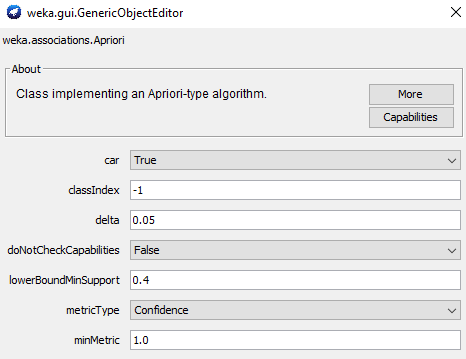 weka.gui.GenericObjectEditor
weka.associations.Apriori
About
Class implementing an Apriori-type algorithm.
More
Capabilities
car True
classIndex -1
delta 0.05
doNotCheckCapabilities False
lowerBoundMinSupport 0.4
metricType Confidence
minMetric 1.0